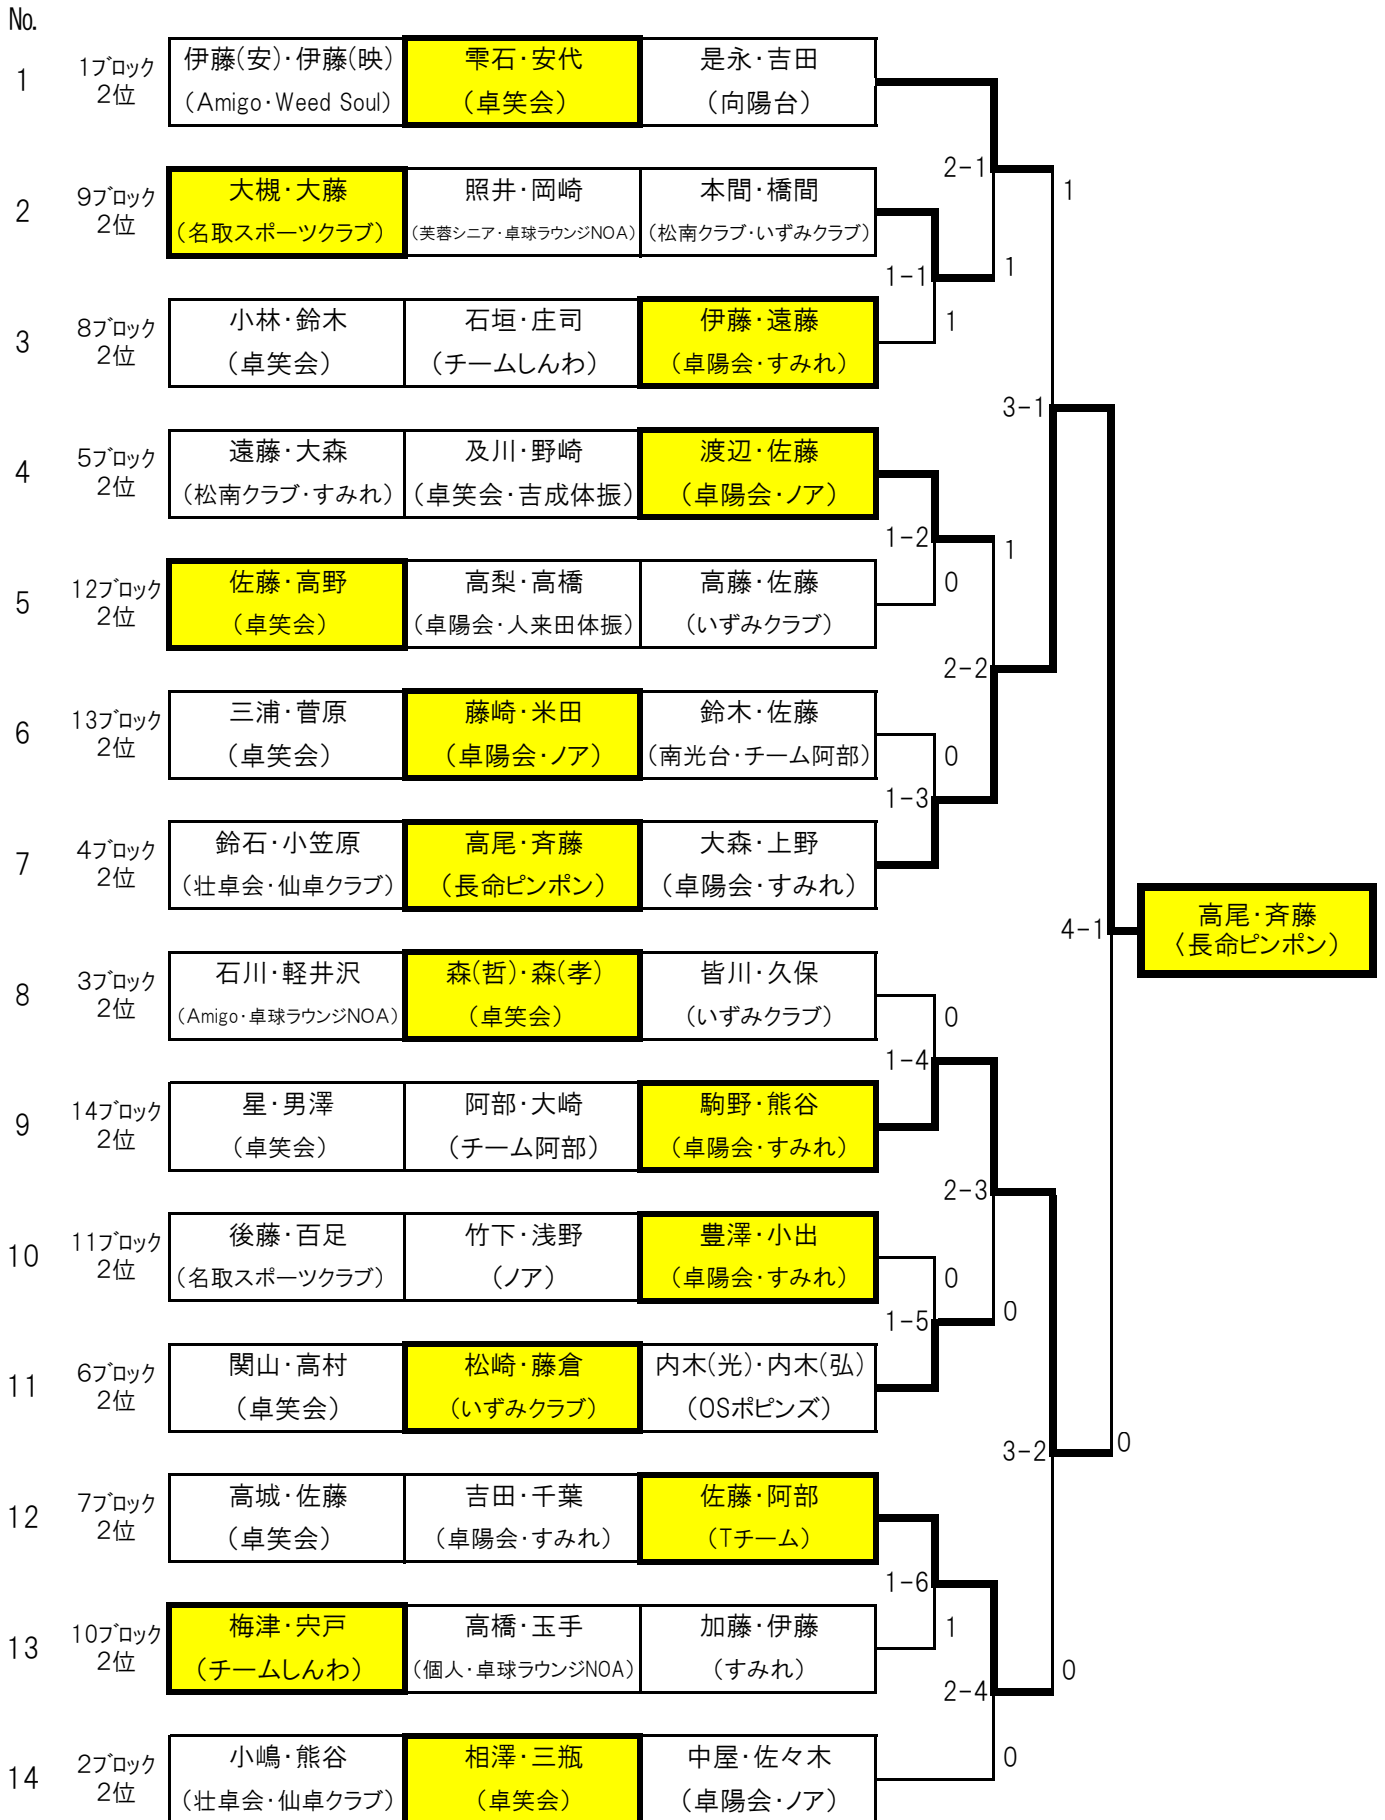 No.
1 1ブロック 2位 伊藤(安)・伊藤(映) 雫石・安代 是永・吉田
(Amigo・Weed Soul) (卓笑会) (向陽台)
2-1 1
2 9ブロック 2位 大槻・大藤 照井・岡崎 本間・橋間
(名取スポーツクラブ) (芙蓉シニア・卓球ラウンジNOA) (松南クラブ・いずみクラブ)
1-1 1
3 8ブロック 2位 小林・鈴木 石垣・庄司 伊藤・遠藤 1
(卓笑会) (チームしんわ) (卓陽会・すみれ)
3-1
4 5ブロック 2位 遠藤・大森 及川・野崎 渡辺・佐藤
(松南クラブ・すみれ) (卓笑会・吉成体振) (卓陽会・ノア)
1-2 1
5 12ブロック 2位 佐藤・高野 高梨・高橋 高藤・佐藤 0
(卓笑会) (卓陽会・人来田体振) (いずみクラブ)
2-2
6 13ブロック 2位 三浦・菅原 藤崎・米田 鈴木・佐藤
(卓笑会) (卓陽会・ノア) (南光台・チーム阿部) 0
1-3
7 4ブロック 2位 鈴石・小笠原 高尾・斉藤 大森・上野
(壮卓会・仙卓クラブ) (長命ピンポン) (卓陽会・すみれ)
4-1 高尾・斉藤
(長命ピンポン)
8 3ブロック 2位 石川・軽井沢 森(哲)・森(孝) 皆川・久保
(Amigo・卓球ラウンジNOA) (卓笑会) (いずみクラブ) 0
1-4
9 14ブロック 2位 星・男澤 阿部・大崎 駒野・熊谷
(卓笑会) (チーム阿部) (卓陽会・すみれ)
2-3
10 11ブロック 2位 後藤・百足 竹下・浅野 豊澤・小出
(名取スポーツクラブ) (ノア) (卓陽会・すみれ) 0
1-5 0
11 6ブロック 2位 関山・高村 松崎・藤倉 内木(光)・内木(弘)
(卓笑会) (いずみクラブ) (OSポピンズ)
3-2 0
12 7ブロック 2位 高城・佐藤 吉田・千葉 佐藤・阿部
(卓笑会) (卓陽会・すみれ) (Tチーム)
1-6
13 10ブロック 2位 梅津・宍戸 高橋・玉手 加藤・伊藤 1
(チームしんわ) (個人・卓球ラウンジNOA) (すみれ) 0
2-4
14 2ブロック 2位 小嶋・熊谷 相澤・三瓶 中屋・佐々木 0
(壮卓会・仙卓クラブ) (卓笑会) (卓陽会・ノア)